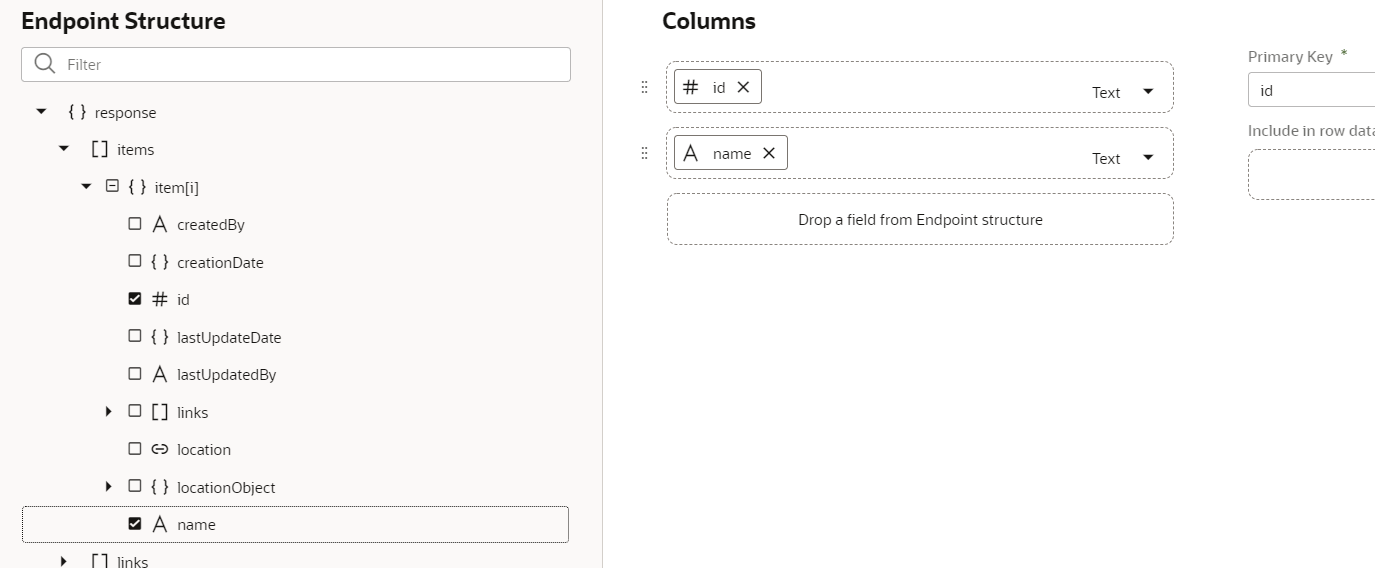 Endpoint Structure
Filter
{ } response
[ ] items
{ } item[i]
A createdBy
{ } creationDate
# id
{ } lastUpdateDate
A lastUpdatedBy
[ ] links
location
{ } locationObject
A name
[ ] links
Columns
# id Text
A name Text
Drop a field from Endpoint structure
Primary Key *
id
Include in row data